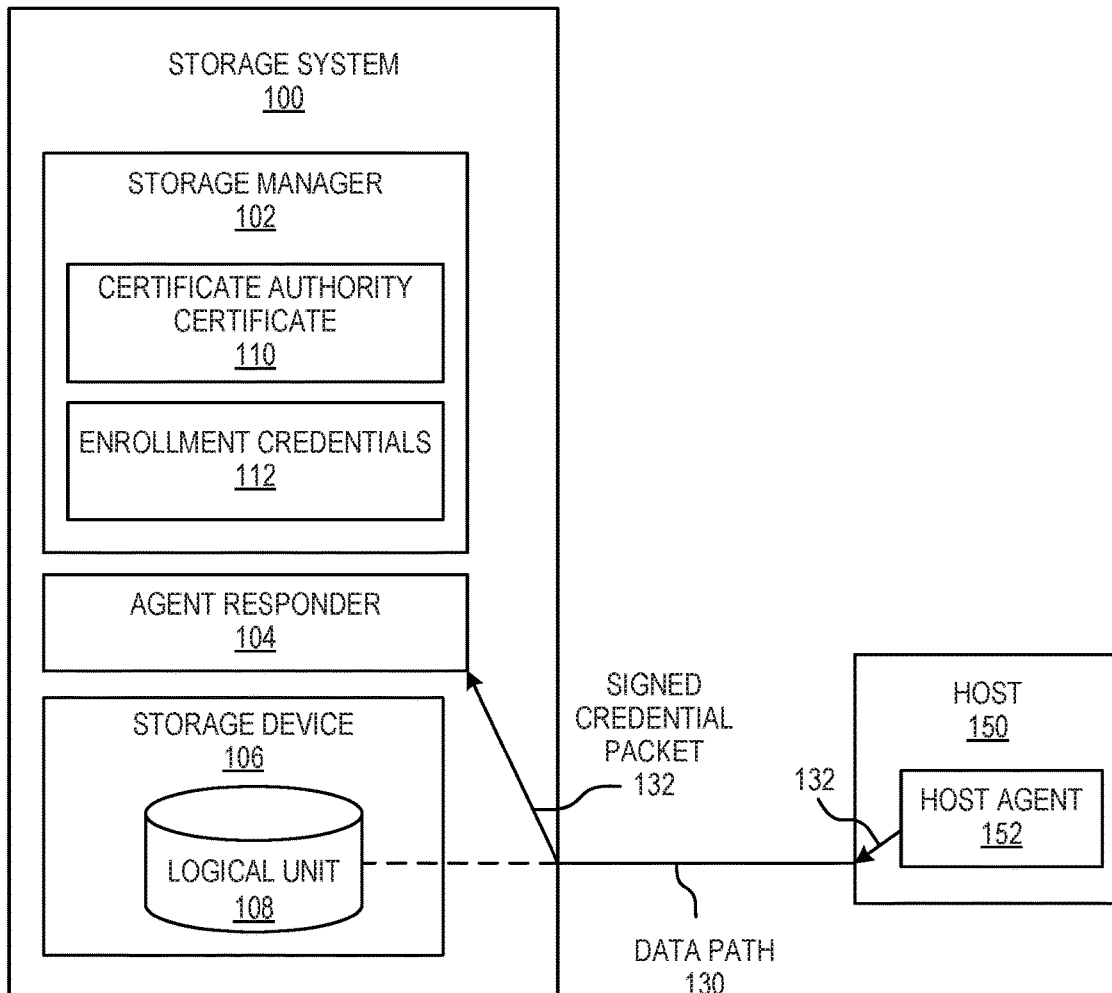 STORAGE SYSTEM
100
STORAGE MANAGER
102
CERTIFICATE AUTHORITY
CERTIFICATE
110
ENROLLMENT CREDENTIALS
112
AGENT RESPONDER
104
STORAGE DEVICE
106
LOGICAL UNIT
108
SIGNED
CREDENTIAL
PACKET
132
DATA PATH
130
HOST
150
132
HOST AGENT
152